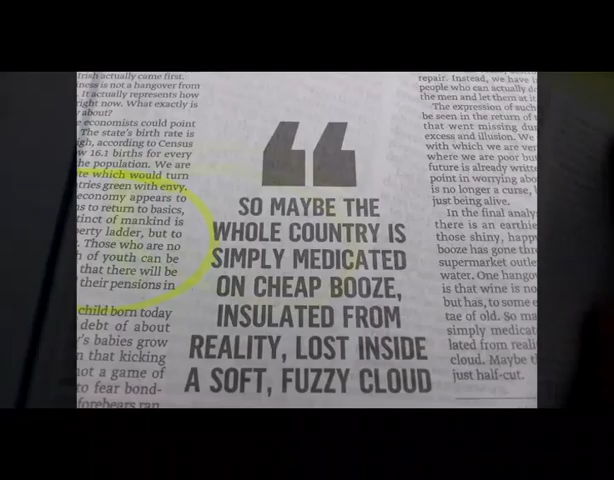 Irish actually came first.
ness is not a hangover from
. It actually represents how
right now. What exactly is
about?
economists could point
The state's birth rate is
gh, according to Census
w 16.1 births for every
the population. We are
te which would turn
tries green with envy.
economy appears to
s to return to basics,
tinct of mankind is
erty ladder, but to
. Those who are no
h of youth can be
that there will be
their pensions in
child born today
debt of about
's babies grow
n that kicking
not a game of
to fear bond-
forebears ran
“
SO MAYBE THE
WHOLE COUNTRY IS
SIMPLY MEDICATED
ON CHEAP BOOZE,
INSULATED FROM
REALITY, LOST INSIDE
A SOFT, FUZZY CLOUD
repair. Instead, we have
people who can actually
the men and let them at it
The expression of such
be seen in the return of
that went missing
excess and illusion. We
with which we are
where we are poor but
future is already
point in worrying
is no longer a curse,
just being alive.
In the final
there is an
those shiny,
booze has gone
supermarket
water. One
is that wine is no
but has, to some
tae of old. So
simply
lated from
cloud. Maybe
just half-cut.